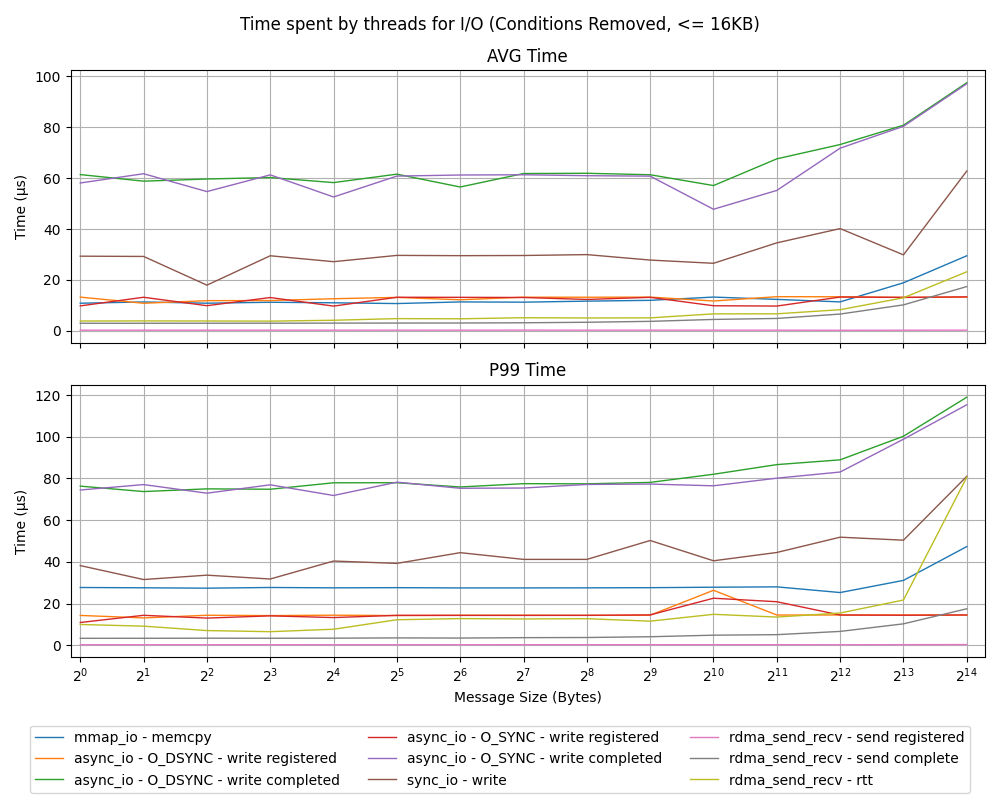 Time spent by threads for I/O (Conditions Removed, <= 16KB)
AVG Time
100
80
60
40
20
0
Time (µs)
P99 Time
120
100
80
60
40
20
0
Time (µs)
2^0 2^1 2^2 2^3 2^4 2^5 2^6 2^7 2^8 2^9 2^10 2^11 2^12 2^13 2^14
Message Size (Bytes)
mmap_io - memcpy
async_io - O_DSYNC - write registered
async_io - O_DSYNC - write completed
async_io - O_SYNC - write registered
async_io - O_SYNC - write completed
sync_io - write
rdma_send_recv - send registered
rdma_send_recv - send complete
rdma_send_recv - rtt